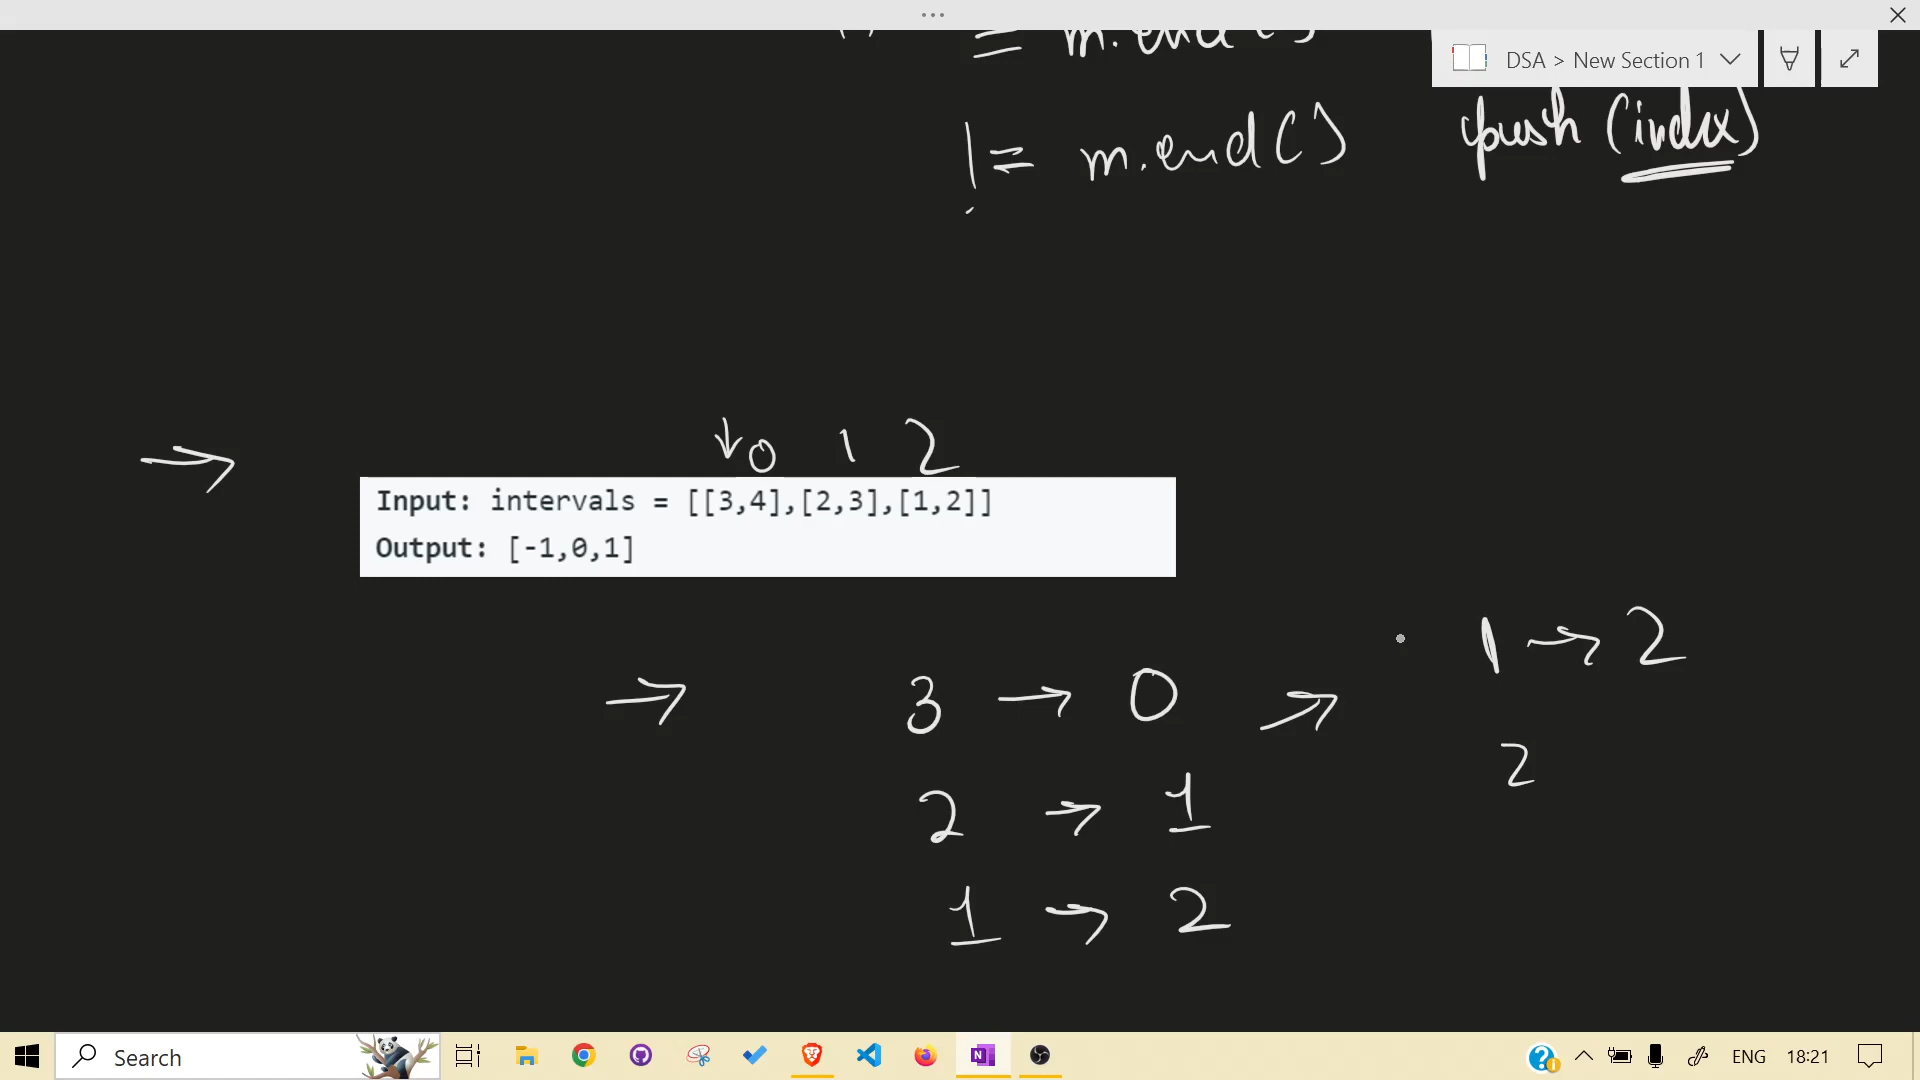 = m.end()
DSA > New Section 1
!= m.end() push (index)
→ ↓0 1 2
Input: intervals = [[3,4],[2,3],[1,2]]
Output: [-1,0,1]
→ 3 → 0 → 1 → 2
2 → 1 2
1 → 2
Search
ENG 18:21